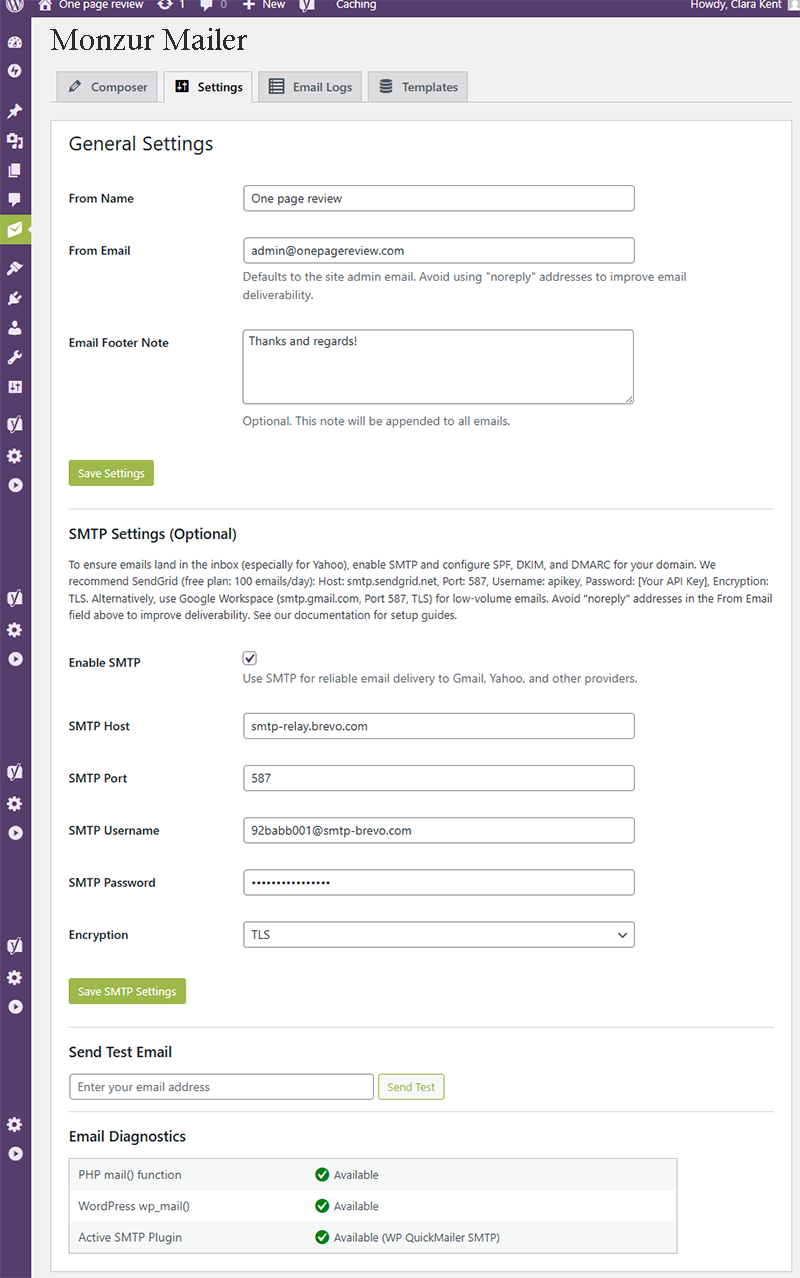 One page review 1 0 New Caching Howdy, Clara Kent
Monzur Mailer
Composer Settings Email Logs Templates
General Settings
From Name One page review
From Email admin@onepagereview.com
Defaults to the site admin email. Avoid using "noreply" addresses to improve email
deliverability.
Email Footer Note Thanks and regards!
Optional. This note will be appended to all emails.
Save Settings
SMTP Settings (Optional)
To ensure emails land in the inbox (especially for Yahoo), enable SMTP and configure SPF, DKIM, and DMARC for your domain. We
recommend SendGrid (free plan: 100 emails/day): Host: smtp.sendgrid.net, Port: 587, Username: apikey, Password: [Your API Key], Encryption:
TLS. Alternatively, use Google Workspace (smtp.gmail.com, Port 587, TLS) for low-volume emails. Avoid "noreply" addresses in the From Email
field above to improve deliverability. See our documentation for setup guides.
Enable SMTP
Use SMTP for reliable email delivery to Gmail, Yahoo, and other providers.
SMTP Host smtp-relay.brevo.com
SMTP Port 587
SMTP Username 92babb001@smtp-brevo.com
SMTP Password ••••••••••••••••
Encryption TLS
Save SMTP Settings
Send Test Email
Enter your email address Send Test
Email Diagnostics
PHP mail() function Available
WordPress wp_mail() Available
Active SMTP Plugin Available (WP QuickMailer SMTP)